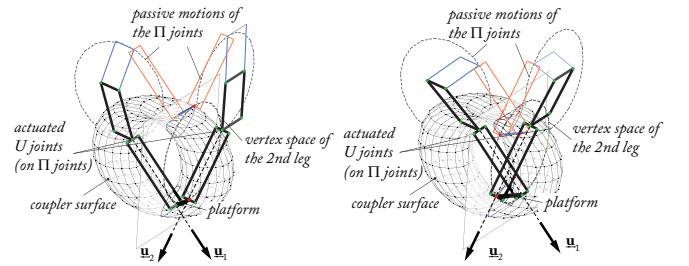 passive motions of
the Π joints
actuated
U joints
(on Π joints)
vertex space of
the 2nd leg
coupler surface
platform
u₂
u₁
passive motions of
the Π joints
actuated
U joints
(on Π joints)
vertex space of
the 2nd leg
coupler surface
platform
u₂
u₁